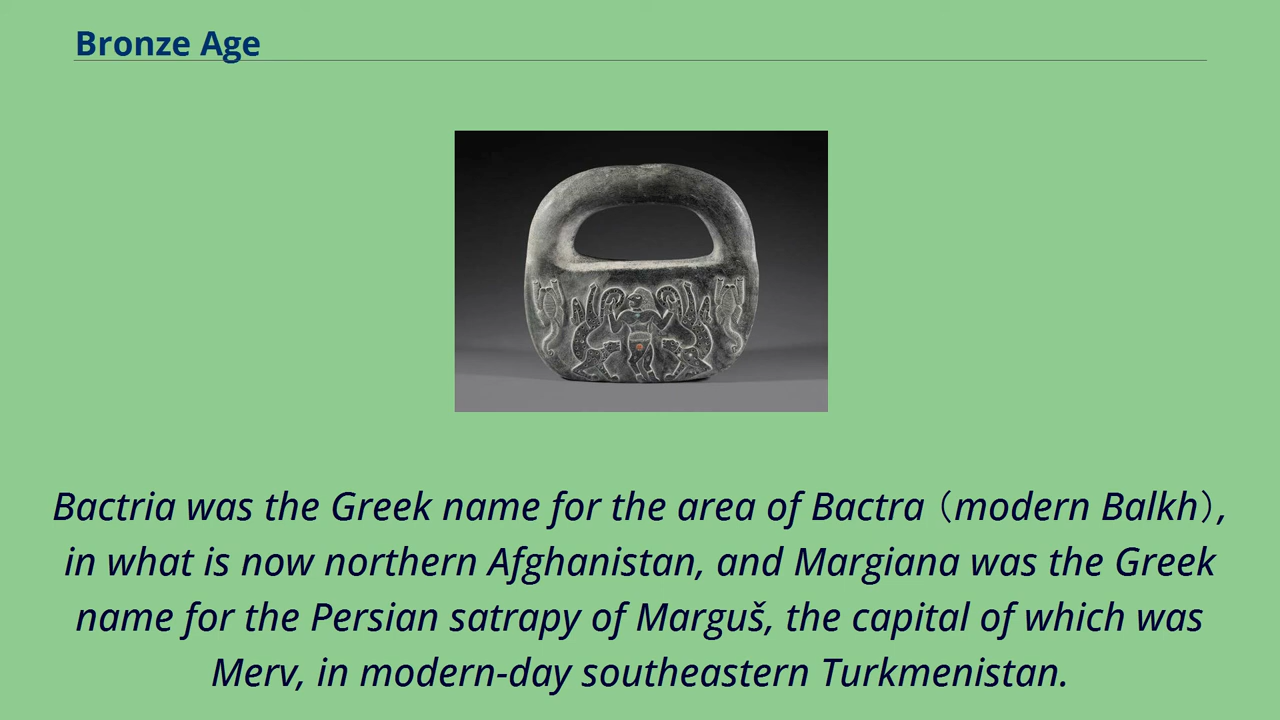 Bronze Age
Bactria was the Greek name for the area of Bactra（modern Balkh）,
in what is now northern Afghanistan, and Margiana was the Greek
name for the Persian satrapy of Marguš, the capital of which was
Merv, in modern-day southeastern Turkmenistan.